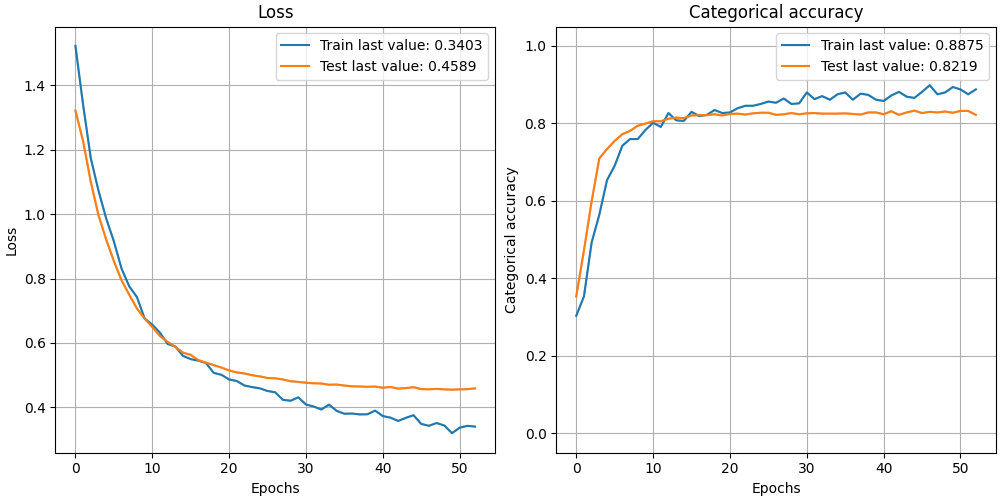 Loss
Train last value: 0.3403
Test last value: 0.4589
1.4
1.2
1.0
0.8
0.6
0.4
Loss
0 10 20 30 40 50
Epochs
Categorical accuracy
Train last value: 0.8875
Test last value: 0.8219
1.0
0.8
0.6
0.4
0.2
0.0
Categorical accuracy
0 10 20 30 40 50
Epochs